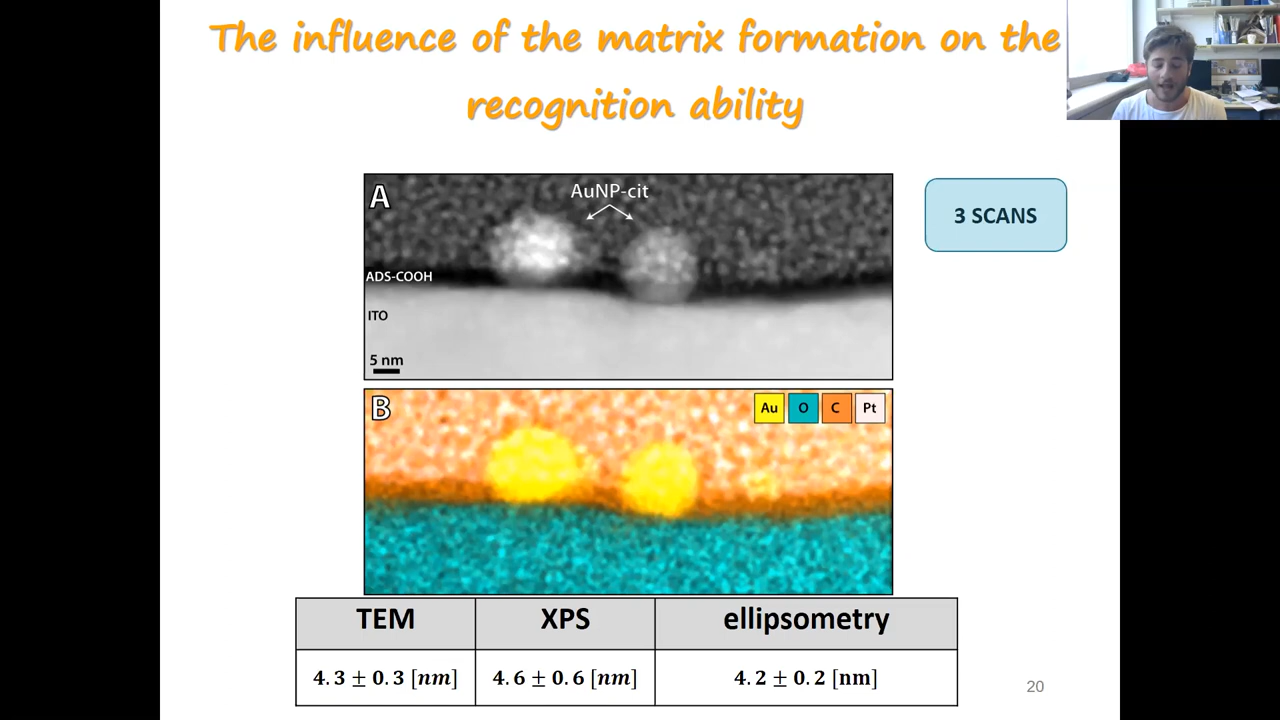 The influence of the matrix formation on the
recognition ability
A
AuNP-cit
ADS-COOH
ITO
5 nm
3 SCANS
B
Au O C Pt
TEM XPS ellipsometry
4.3 ± 0.3 [nm] 4.6 ± 0.6 [nm] 4.2 ± 0.2 [nm]
20